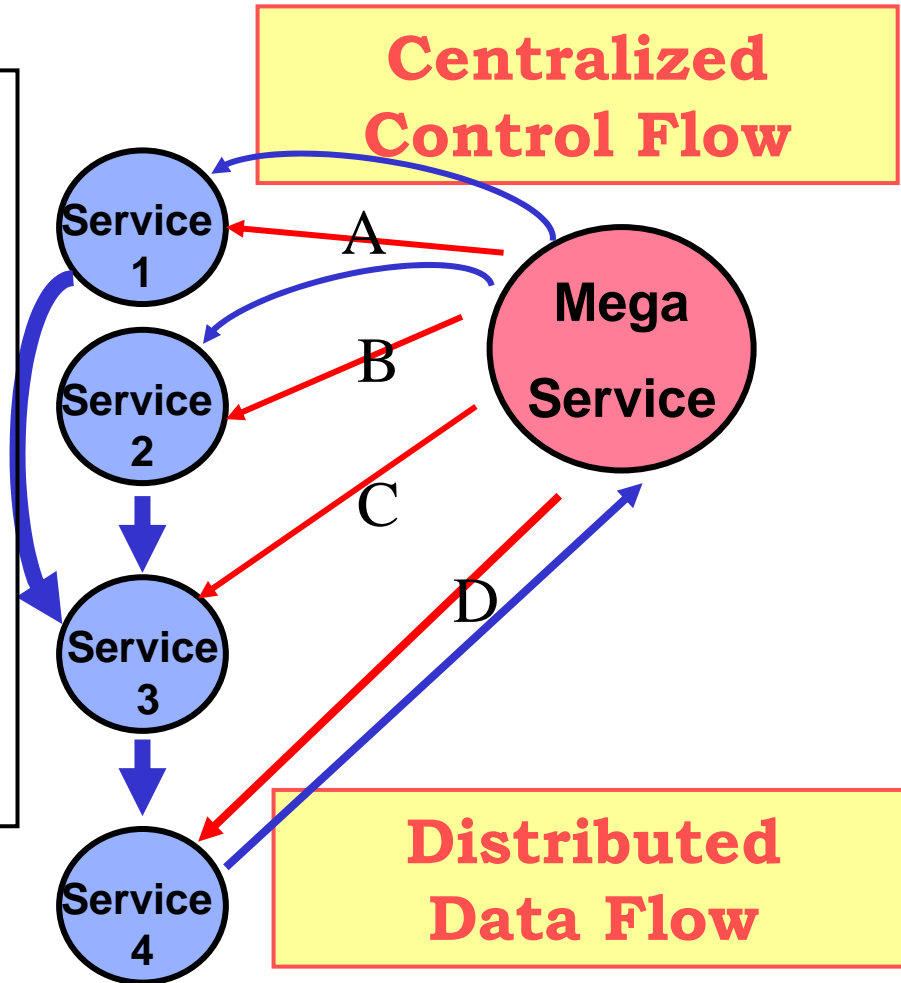 Centralized
Control Flow
Service
1
A
Mega
Service
Service
2
B
C
D
Service
3
Distributed
Data Flow
Service
4